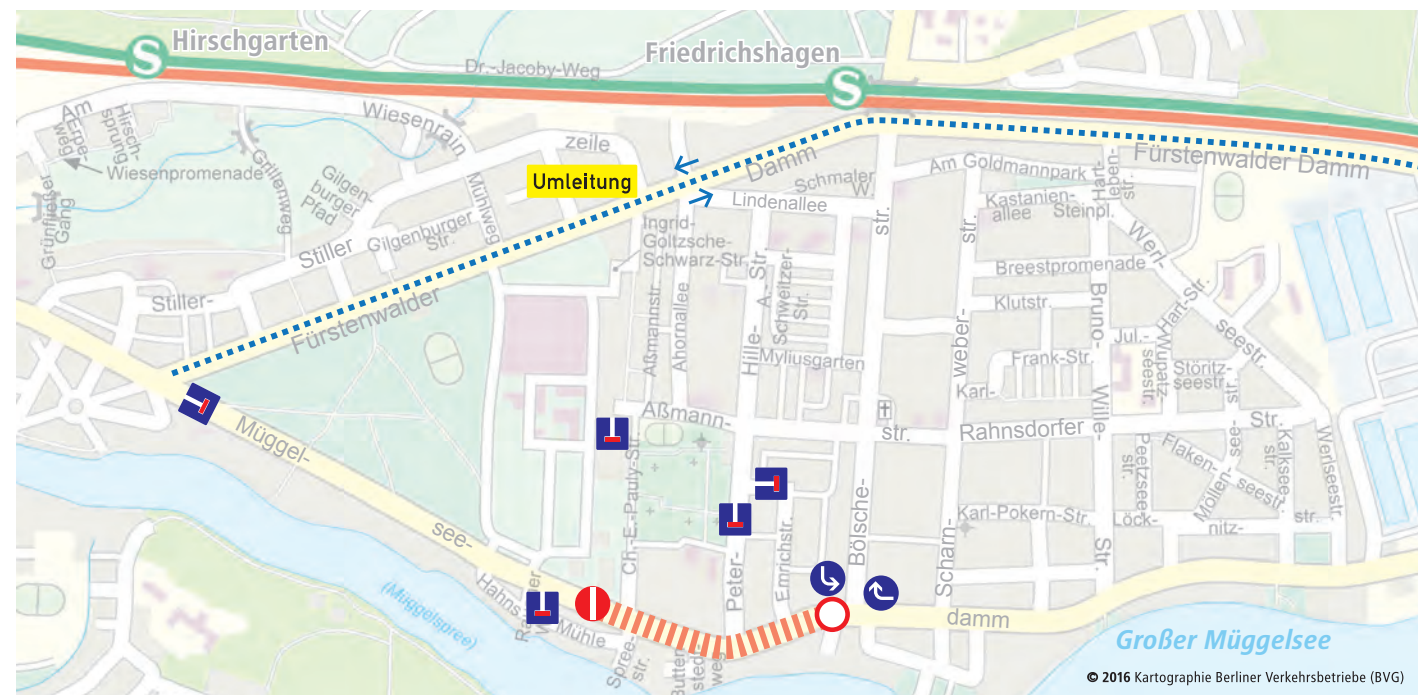 S
Hirschgarten
Friedrichshagen
S
Dr.-Jacoby-Weg
Am
Erpe-
weg
Hirsch-
sprung
Wiesenrain
zeile
Wiesenpromenade
Grillenweg
Gilgen-
burger
Pfad
Mühlweg
Grünfließer
Gang
Umleitung
Damm
Schmaler
W.
Lindenallee
Am Goldmannpark
Hart-
leben-
str.
Fürstenwalder Damm
Kastanien-
allee
Steinpl.
Stiller
Gilgenburger
Str.
Ingrid-
Goltzsche-
Schwarz-Str.
str.
str.
Werl-
seestr.
Stiller-
Fürstenwalder
Aßmannstr.
Ahornallee
Hille-
Str.
A.-
Schweitzer-
Str.
Breestpromenade
Klutstr.
Bruno-
Hart-Str.
Wupatz
Jul.-
seestr.
Störitz-
seestr.
Myliusgarten
weber-
Frank-Str.
Karl-
Wille-
Aßmann-
str.
Rahnsdorfer
Str.
Müggel-
Ch.-E.-Pauly-Str.
Peetzsee-
str.
Flaken-
seestr.
Möllen-
see-
str.
Kalksee-
str.
Werlseestr.
see-
Bölsche-
Karl-Pokern-Str.
Löck-
nitz-
str.
Scharn-
Str.
Peter-
Emrichstr.
Hahns
Mühle
(Müggelspree)
Spree-
str.
weg
damm
Großer Müggelsee
© 2016 Kartographie Berliner Verkehrsbetriebe (BVG)